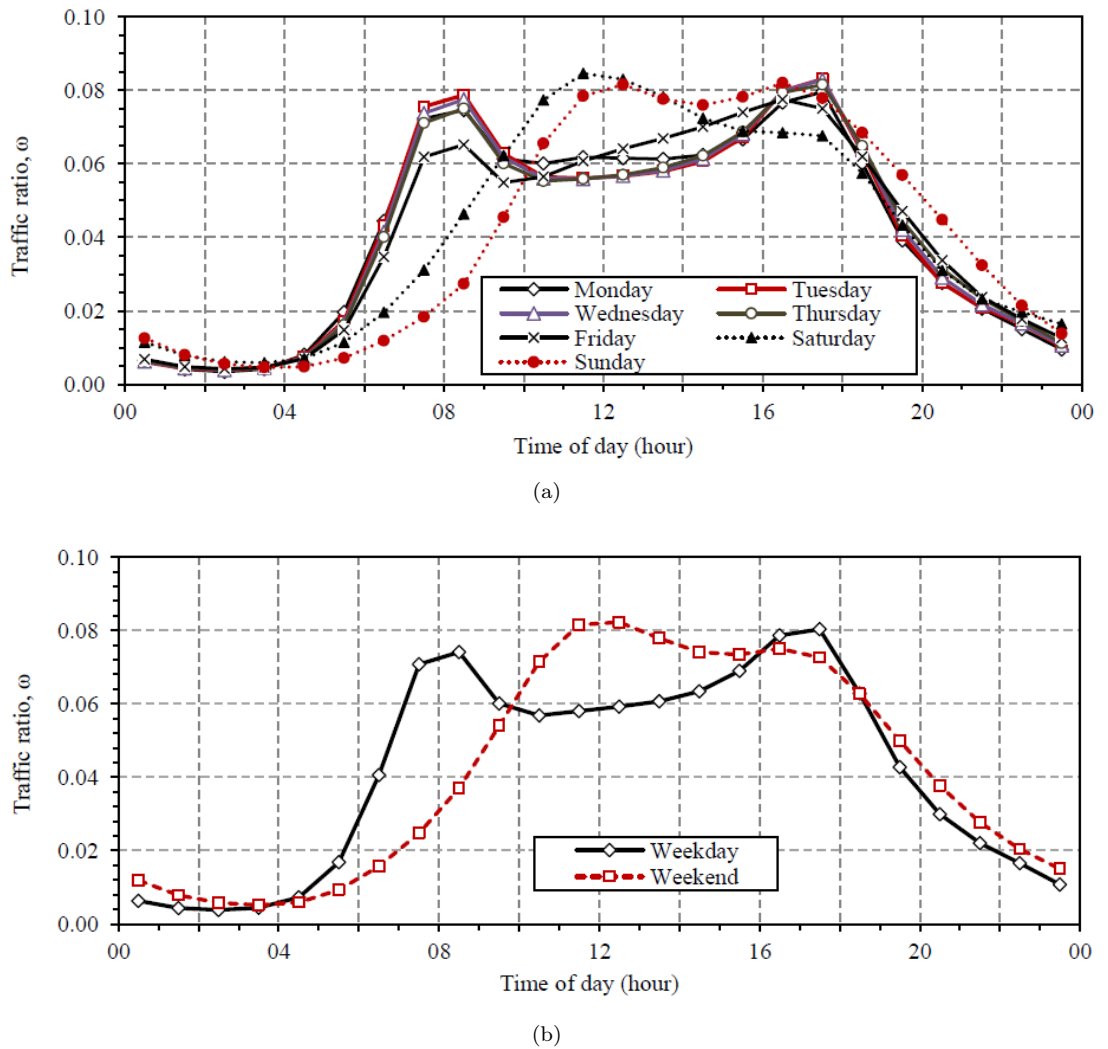 0.10
0.08
0.06
0.04
0.02
0.00
Traffic ratio, ω
Monday Tuesday
Wednesday Thursday
Friday Saturday
Sunday
00 04 08 12 16 20 00
Time of day (hour)
(a)
0.10
0.08
0.06
0.04
0.02
0.00
Traffic ratio, ω
Weekday
Weekend
00 04 08 12 16 20 00
Time of day (hour)
(b)